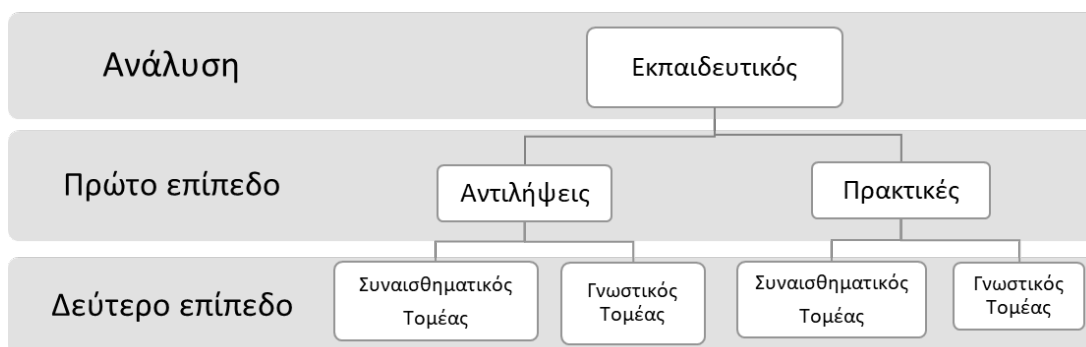 Ανάλυση
Εκπαιδευτικός
Πρώτο επίπεδο
Αντιλήψεις
Πρακτικές
Δεύτερο επίπεδο
Συναισθηματικός
Τομέας
Γνωστικός
Τομέας
Συναισθηματικός
Τομέας
Γνωστικός
Τομέας